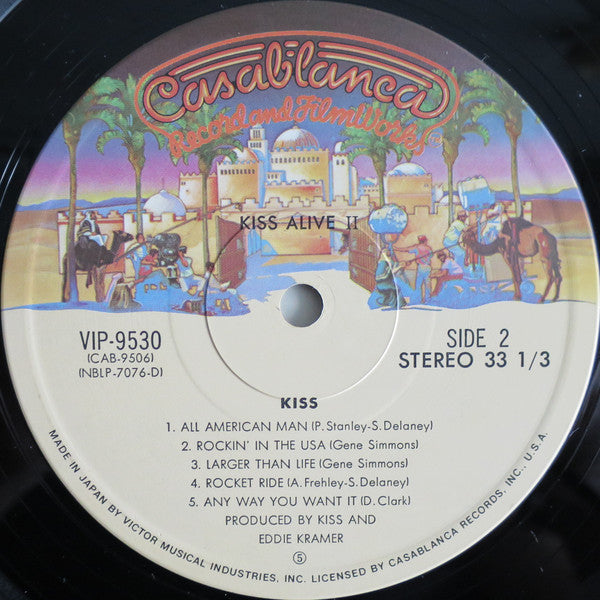 Casablanca
Record and FilmWorks
KISS ALIVE II
VIP-9530
(CAB-9506)
(NBLP-7076-D)
SIDE 2
STEREO 33 1/3
KISS
1. ALL AMERICAN MAN (P. Stanley-S. Delaney)
2. ROCKIN' IN THE USA (Gene Simmons)
3. LARGER THAN LIFE (Gene Simmons)
4. ROCKET RIDE (A. Frehley-S. Delaney)
5. ANY WAY YOU WANT IT (D. Clark)
PRODUCED BY KISS AND
EDDIE KRAMER
⑤
MADE IN JAPAN BY VICTOR MUSICAL INDUSTRIES, INC. LICENSED BY CASABLANCA RECORDS, INC., U.S.A.